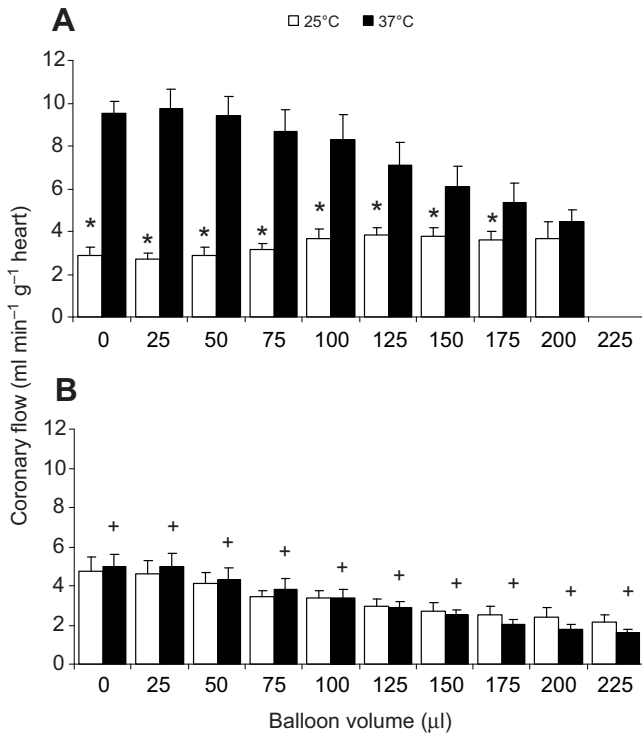 A
25°C 37°C
12
10
8
6
4
2
0
* * * * * * * *
0 25 50 75 100 125 150 175 200 225
B
12
10
8
6
4
2
0
+ + + + + + + + + +
0 25 50 75 100 125 150 175 200 225
Coronary flow (ml min⁻¹ g⁻¹ heart)
Balloon volume (µl)